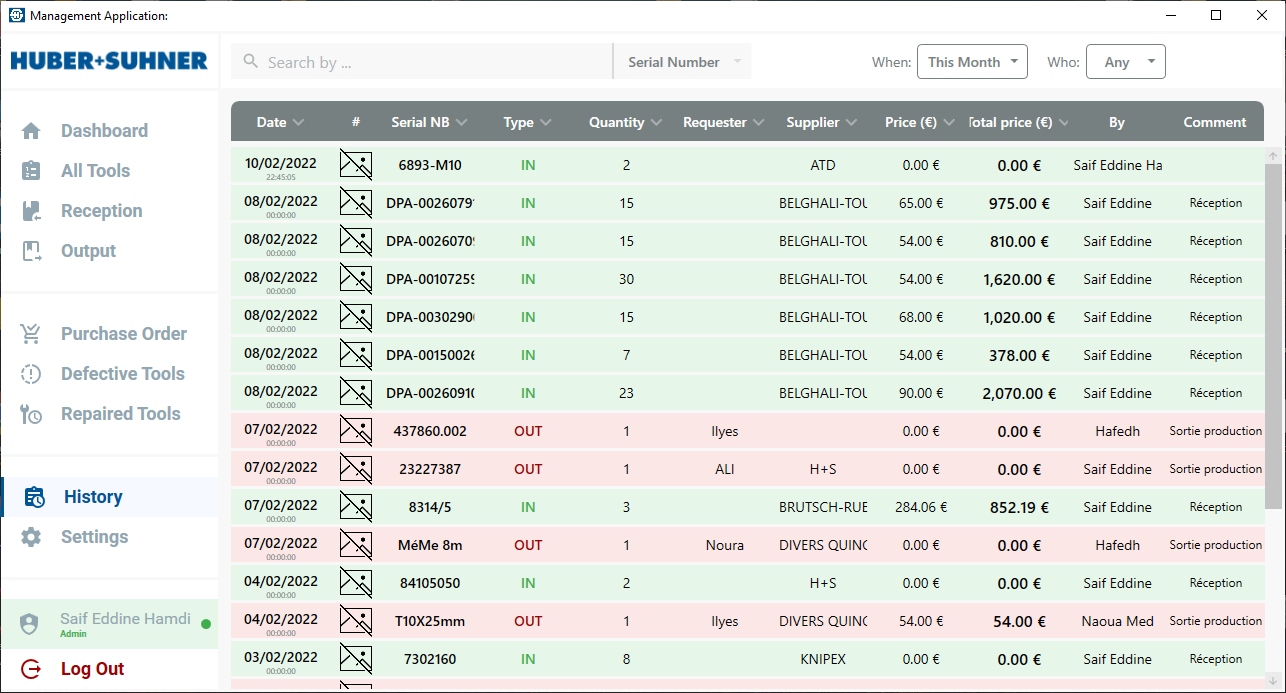 Management Application:
HUBER+SUHNER
Search by ...
Serial Number
When: This Month Who: Any
Dashboard
All Tools
Reception
Output
Purchase Order
Defective Tools
Repaired Tools
History
Settings
Saif Eddine Hamdi
Admin
Log Out
Date # Serial NB Type Quantity Requester Supplier Price (€) otal price (€) By Comment
10/02/2022 6893-M10 IN 2 ATD 0.00 € 0.00 € Saif Eddine Ha
22:45:05
08/02/2022 DPA-0026079 IN 15 BELGHALI-TOU 65.00 € 975.00 € Saif Eddine Réception
00:00:00
08/02/2022 DPA-0026070 IN 15 BELGHALI-TOU 54.00 € 810.00 € Saif Eddine Réception
00:00:00
08/02/2022 DPA-0010725 IN 30 BELGHALI-TOU 54.00 € 1,620.00 € Saif Eddine Réception
00:00:00
08/02/2022 DPA-0030290 IN 15 BELGHALI-TOU 68.00 € 1,020.00 € Saif Eddine Réception
00:00:00
08/02/2022 DPA-0015002 IN 7 BELGHALI-TOU 54.00 € 378.00 € Saif Eddine Réception
00:00:00
08/02/2022 DPA-0026091 IN 23 BELGHALI-TOU 90.00 € 2,070.00 € Saif Eddine Réception
00:00:00
07/02/2022 437860.002 OUT 1 Ilyes 0.00 € 0.00 € Hafedh Sortie production
00:00:00
07/02/2022 23227387 OUT 1 ALI H+S 0.00 € 0.00 € Saif Eddine Sortie production
00:00:00
07/02/2022 8314/5 IN 3 BRUTSCH-RUE 284.06 € 852.19 € Saif Eddine Réception
00:00:00
07/02/2022 MéMe 8m OUT 1 Noura DIVERS QUINC 0.00 € 0.00 € Hafedh Sortie production
00:00:00
04/02/2022 84105050 IN 2 H+S 0.00 € 0.00 € Saif Eddine Réception
00:00:00
04/02/2022 T10X25mm OUT 1 Ilyes DIVERS QUINC 54.00 € 54.00 € Naoua Med Sortie production
00:00:00
03/02/2022 7302160 IN 8 KNIPEX 0.00 € 0.00 € Saif Eddine Réception
00:00:00